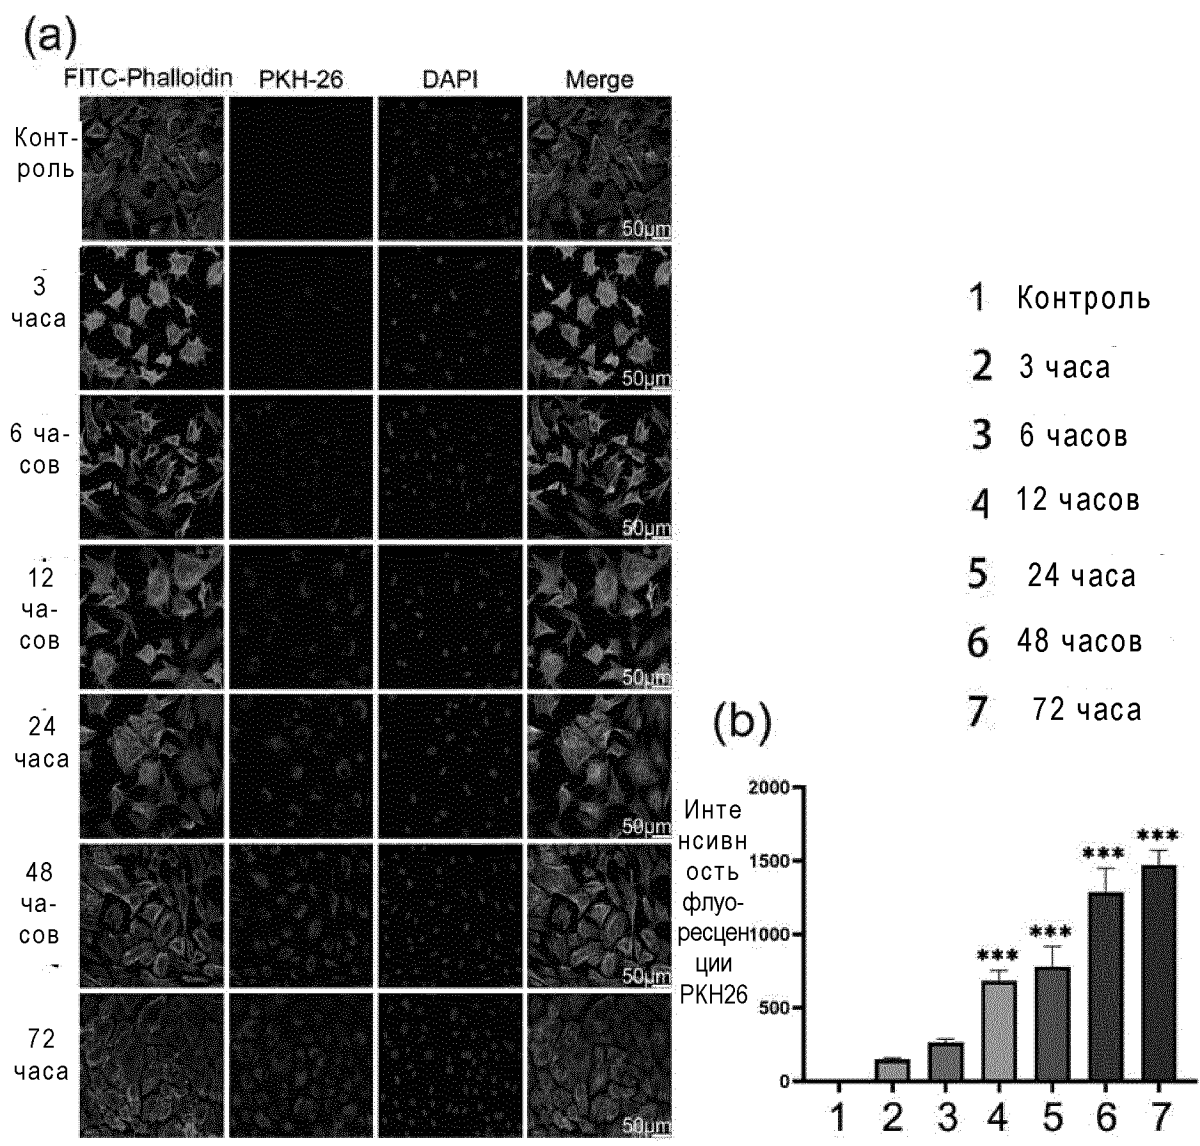 (a)
FITC-Phalloidin PKH-26 DAPI Merge
Конт-
роль
50μm
3
часа
50μm
6 ча-
сов
50μm
12
ча-
сов
50μm
24
часа
50μm
48
ча-
сов
50μm
72
часа
50μm
1 Контроль
2 3 часа
3 6 часов
4 12 часов
5 24 часа
6 48 часов
7 72 часа
(b)
Инте
нсивн
ость
флуо-
ресцен
ции
PKH26
2000
1500
1000
500
0
***
***
***
***
1 2 3 4 5 6 7